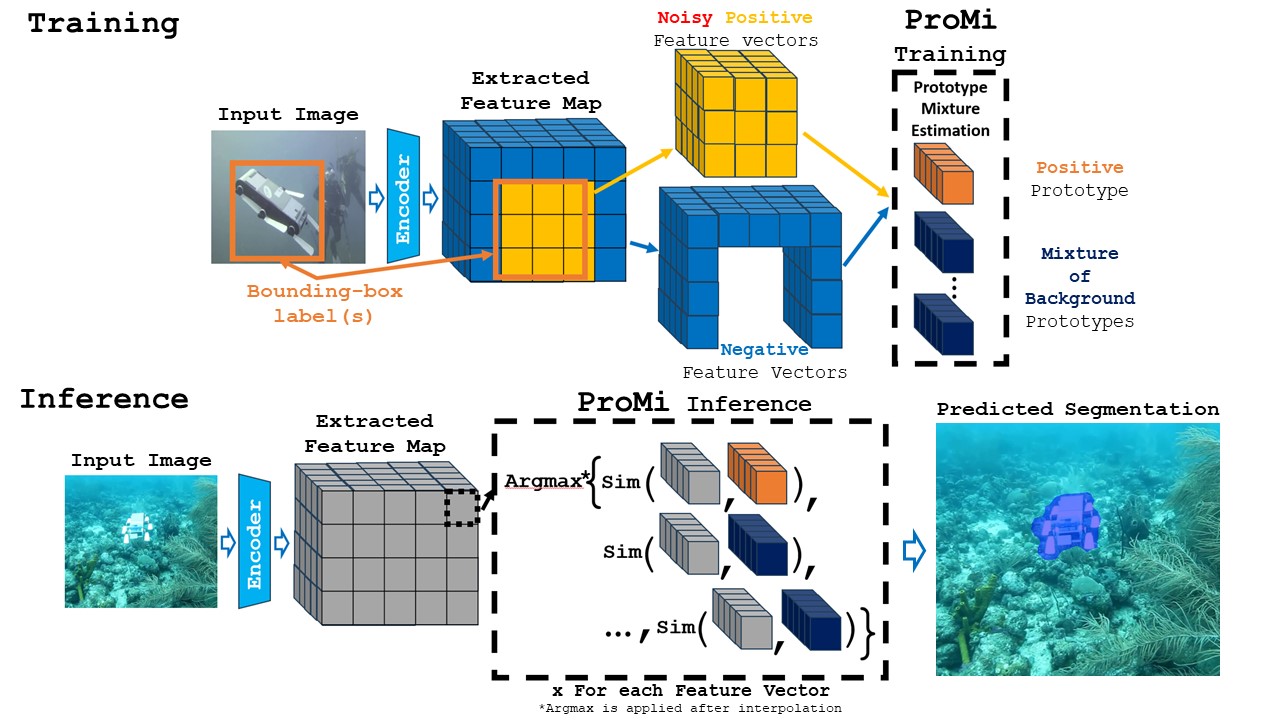 Training
Noisy Positive
Feature vectors
ProMi
Training
Extracted
Feature Map
Input Image
Encoder
Bounding-box
label(s)
Negative
Feature Vectors
Prototype
Mixture
Estimation
Positive
Prototype
Mixture
of
Background
Prototypes
Inference
Input Image
Encoder
Extracted
Feature Map
ProMi Inference
Argmax*{Sim( , ),
Sim( , ),
...,Sim( , )}
x For each Feature Vector
*Argmax is applied after interpolation
Predicted Segmentation